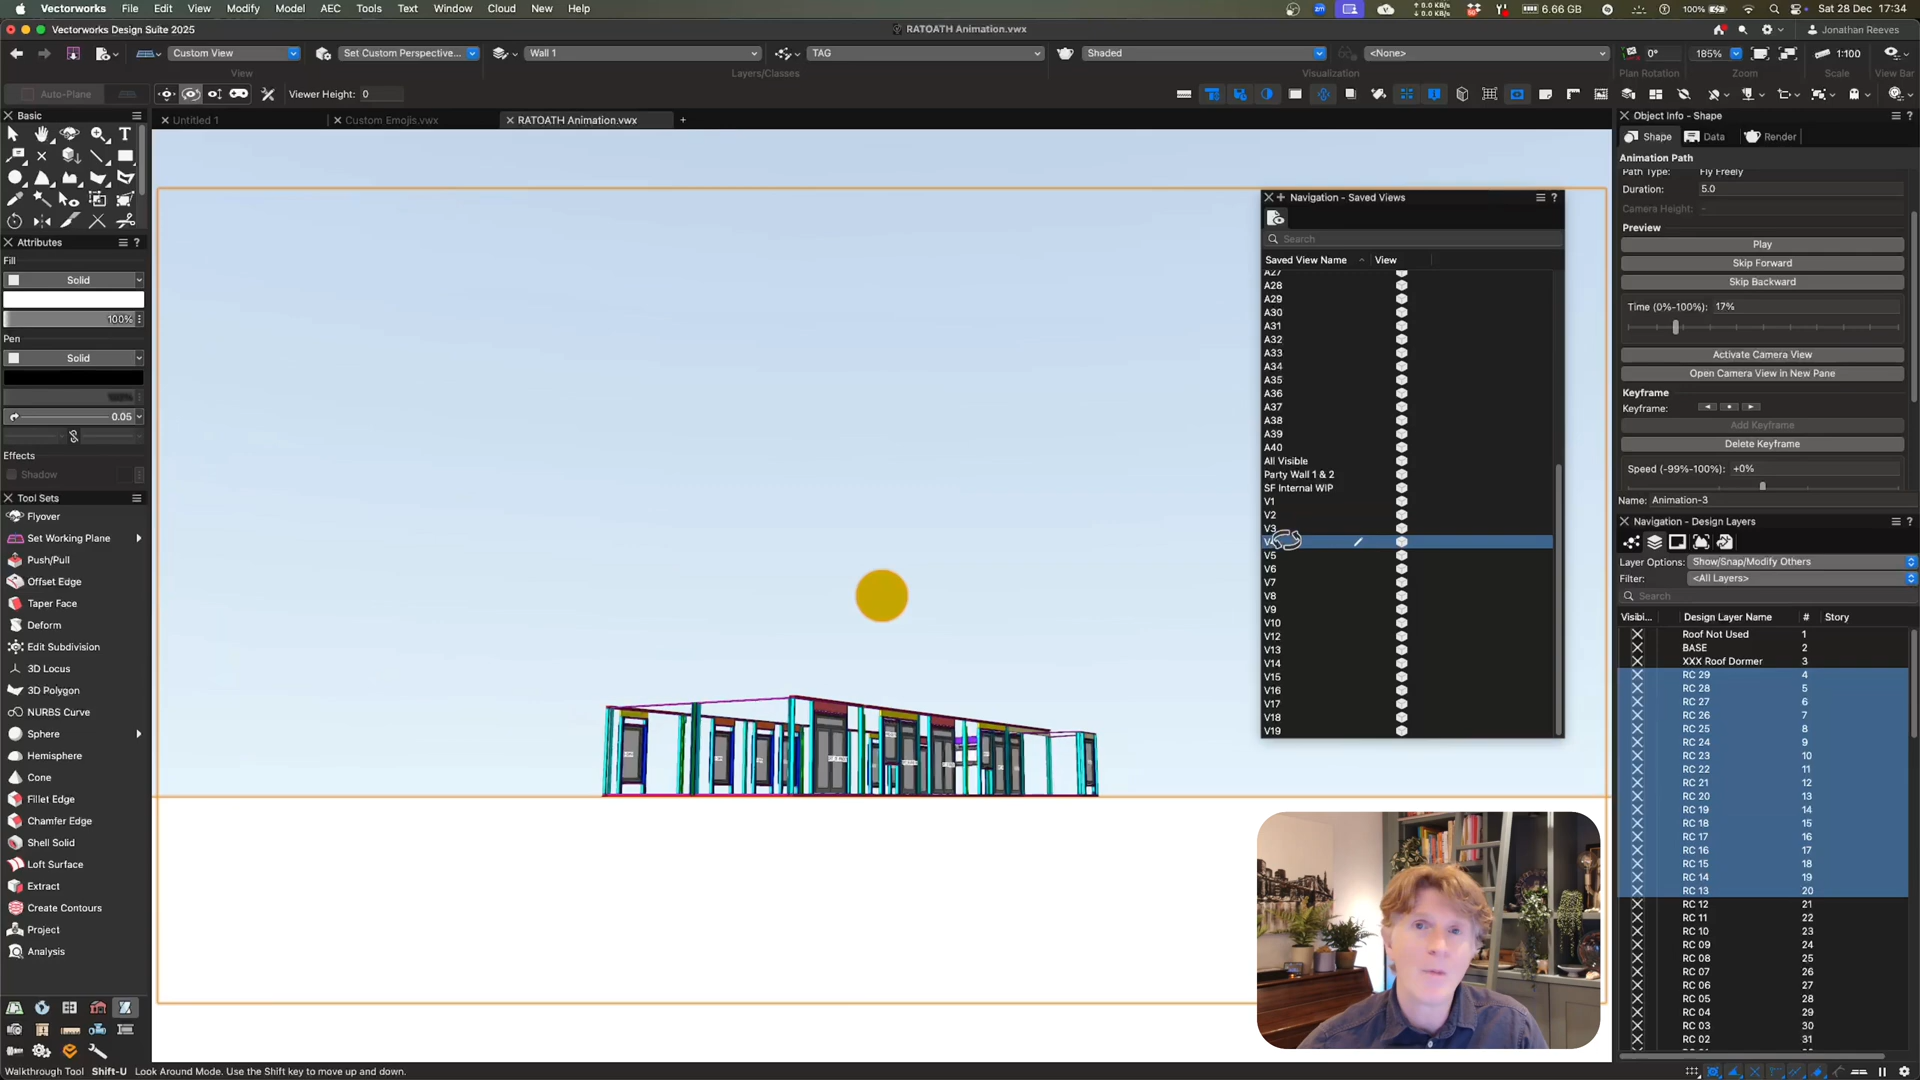 Vectorworks File Edit View Modify Model AEC Tools Text Window Cloud New Help
0.0 KB/s
0.0 KB/s
6.66 GB
100%
Sat 28 Dec 17:34
Vectorworks Design Suite 2025
RATOATH Animation.vwx
Jonathan Reeves
Custom View
Set Custom Perspective...
Wall 1
TAG
Shaded
<None>
0°
185%
1:100
View
Layers/Classes
Visualization
Plan Rotation
Zoom
Scale
View Bar
Auto-Plane
Viewer Height: 0
Untitled 1
Custom Emojis.vwx
RATOATH Animation.vwx
Basic
Attributes
Fill
Solid
100%
Pen
Solid
0.05
Effects
Shadow
Tool Sets
Flyover
Set Working Plane
Push/Pull
Offset Edge
Taper Face
Deform
Edit Subdivision
3D Locus
3D Polygon
NURBS Curve
Sphere
Hemisphere
Cone
Fillet Edge
Chamfer Edge
Shell Solid
Loft Surface
Extract
Create Contours
Project
Analysis
Walkthrough Tool Shift-U Look Around Mode. Use the Shift key to move up and down.
Navigation - Saved Views
Search
Saved View Name View
A27
A28
A29
A30
A31
A32
A33
A34
A35
A36
A37
A38
A39
A40
All Visible
Party Wall 1 & 2
SF Internal WIP
V1
V2
V3
V5
V6
V7
V8
V9
V10
V12
V13
V14
V15
V16
V17
V18
V19
Object Info - Shape
Shape Data Render
Animation Path
Path Type: Fly Freely
Duration: 5.0
Camera Height: -
Preview
Play
Skip Forward
Skip Backward
Time (0%-100%): 17%
Activate Camera View
Open Camera View in New Pane
Keyframe
Keyframe:
Add Keyframe
Delete Keyframe
Speed (-99%-100%): +0%
Name: Animation-3
Navigation - Design Layers
Layer Options: Show/Snap/Modify Others
Filter: <All Layers>
Search
Visibi... Design Layer Name # Story
Roof Not Used 1
BASE 2
XXX Roof Dormer 3
RC 29 4
RC 28 5
RC 27 6
RC 26 7
RC 25 8
RC 24 9
RC 23 10
RC 22 11
RC 21 12
RC 20 13
RC 19 14
RC 18 15
RC 17 16
RC 16 17
RC 15 18
RC 14 19
RC 13 20
RC 12 21
RC 11 22
RC 10 23
RC 09 24
RC 08 25
RC 07 26
RC 06 27
RC 05 28
RC 04 29
RC 03 30
RC 02 31